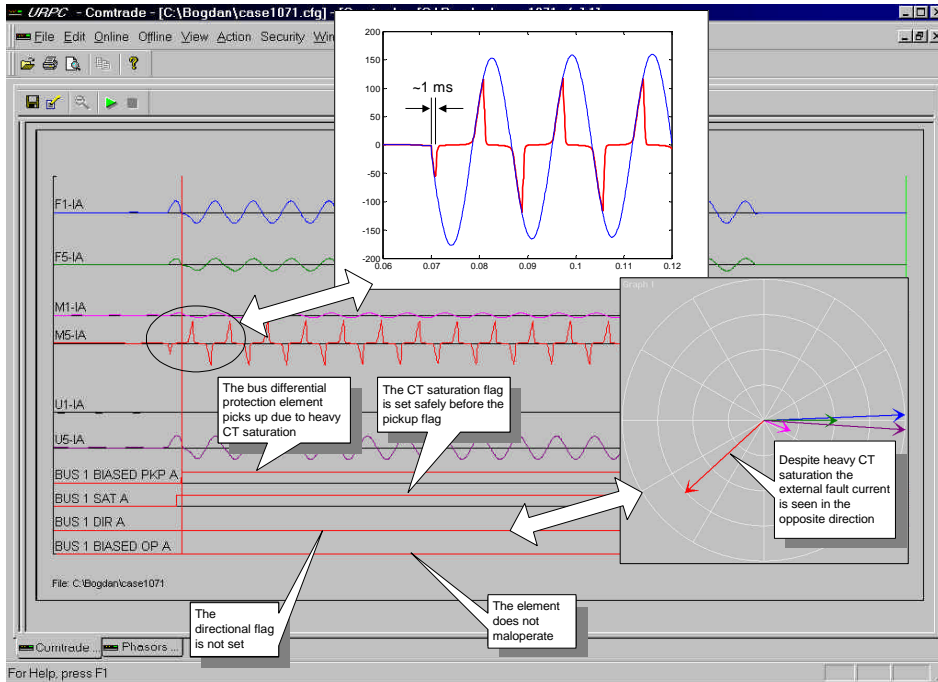 URPC - Comtrade - [C:\Bogdan\case1071.cfg] -
File Edit Online Offline View Action Security
200
150
100
50
0
-50
-100
-150
-200
0.06 0.07 0.08 0.09 0.1 0.11 0.12
~1 ms
F1-IA
F5-IA
M1-IA
M5-IA
U1-IA
U5-IA
BUS 1 BIASED PKP A
BUS 1 SAT A
BUS 1 DIR A
BUS 1 BIASED OP A
The bus differential
protection element
picks up due to heavy
CT saturation
The CT saturation flag
is set safely before the
pickup flag
Graph 1
Despite heavy CT
saturation the
external fault current
is seen in the
opposite direction
File: C:\Bogdan\case1071
The
directional flag
is not set
The element
does not
maloperate
Comtrade ...
Phasors ...
For Help, press F1